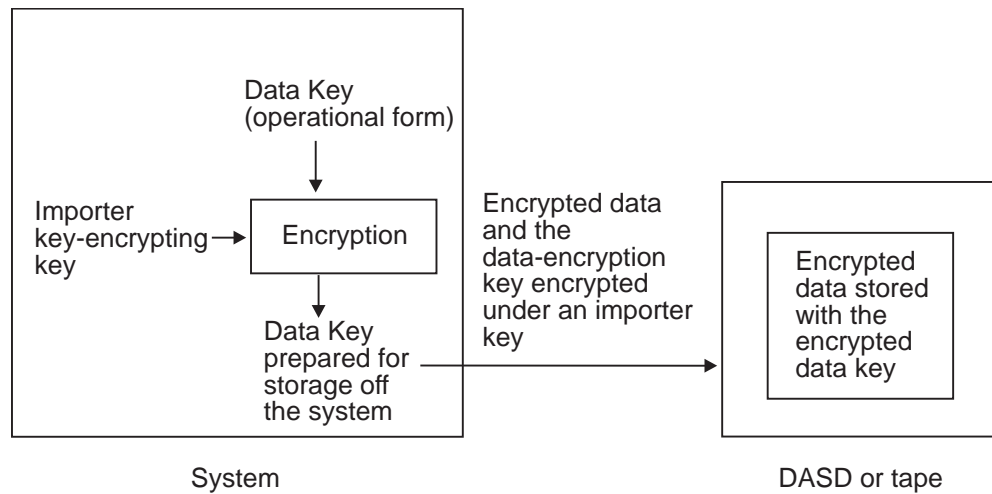 Data Key
(operational form)
Importer
key-encrypting
key
Encryption
Data Key
prepared for
storage off
the system
Encrypted data
and the
data-encryption
key encrypted
under an importer
key
Encrypted
data stored
with the
encrypted
data key
System
DASD or tape